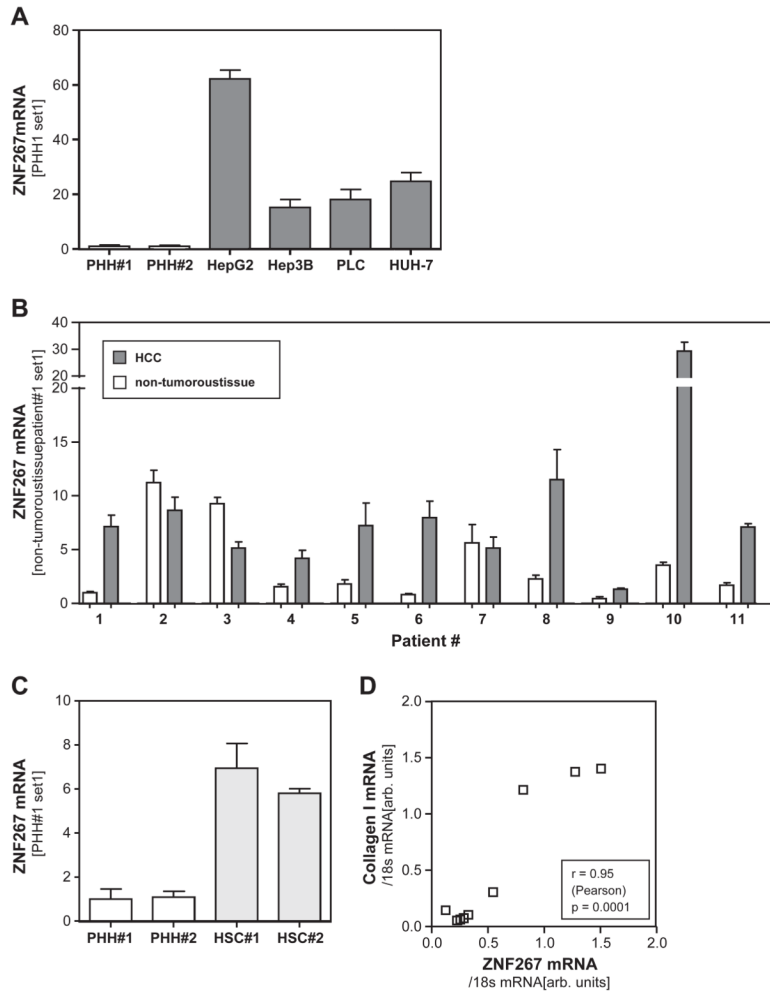 A
ZNF267mRNA
[PHH1 set1]
80
60
40
20
0
PHH#1 PHH#2 HepG2 Hep3B PLC HUH-7
B
ZNF267 mRNA
[non-tumoroustissuepatient#1 set1]
40
30
20
20
15
10
5
0
HCC
non-tumoroustissue
1 2 3 4 5 6 7 8 9 10 11
Patient #
C
ZNF267 mRNA
[PHH#1 set1]
10
8
6
4
2
0
PHH#1 PHH#2 HSC#1 HSC#2
D
Collagen I mRNA
/18s mRNA[arb. units]
2.0
1.5
1.0
0.5
0.0
r = 0.95
(Pearson)
p = 0.0001
0.0 0.5 1.0 1.5 2.0
ZNF267 mRNA
/18s mRNA[arb. units]